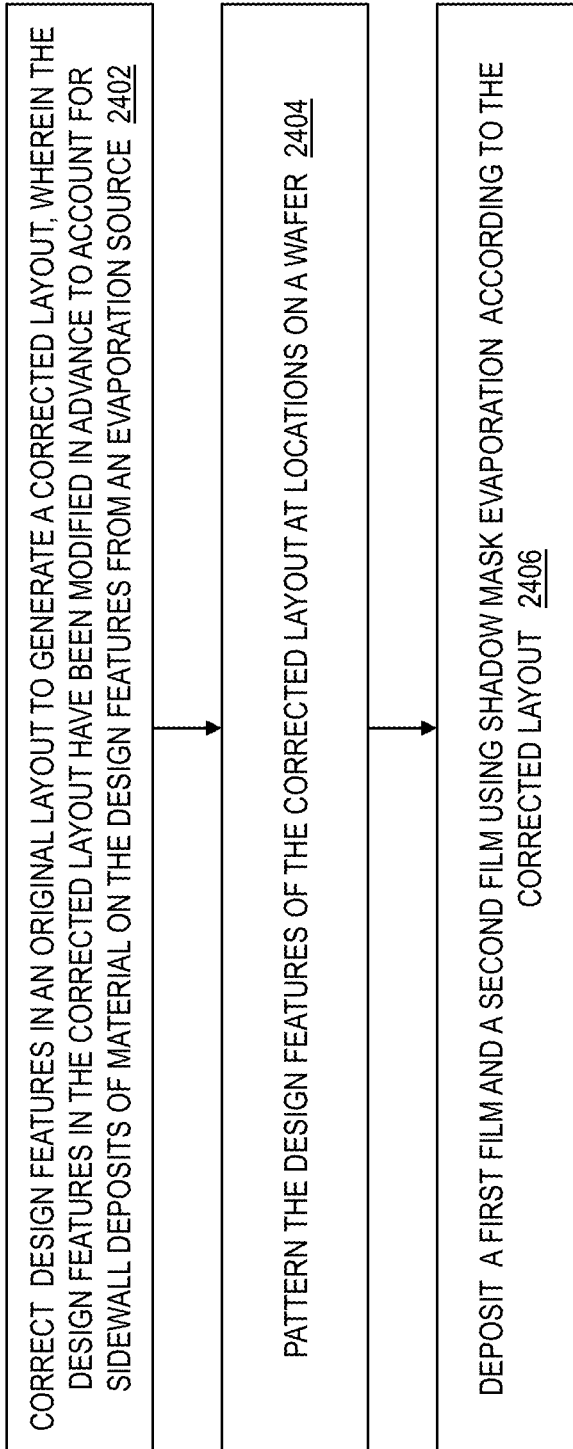 CORRECT DESIGN FEATURES IN AN ORIGINAL LAYOUT TO GENERATE A CORRECTED LAYOUT, WHEREIN THE
DESIGN FEATURES IN THE CORRECTED LAYOUT HAVE BEEN MODIFIED IN ADVANCE TO ACCOUNT FOR
SIDEWALL DEPOSITS OF MATERIAL ON THE DESIGN FEATURES FROM AN EVAPORATION SOURCE 2402
PATTERN THE DESIGN FEATURES OF THE CORRECTED LAYOUT AT LOCATIONS ON A WAFER 2404
DEPOSIT A FIRST FILM AND A SECOND FILM USING SHADOW MASK EVAPORATION ACCORDING TO THE
CORRECTED LAYOUT 2406